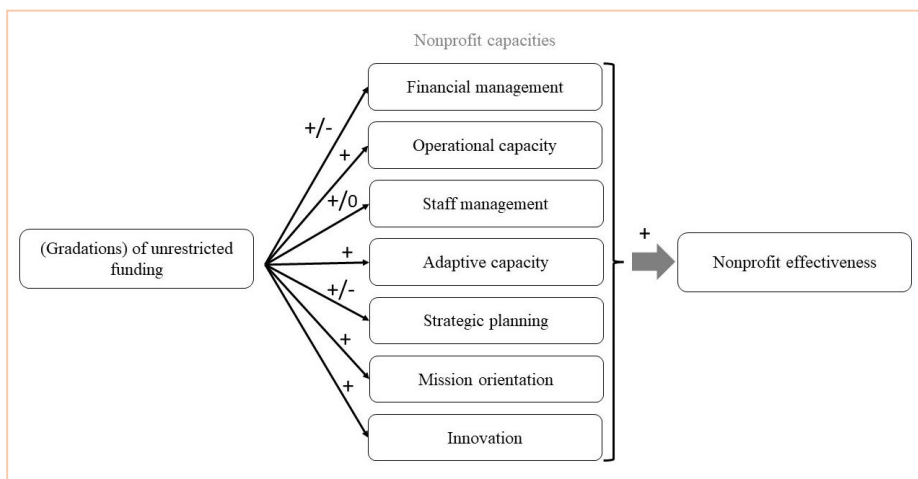 Nonprofit capacities
Financial management
+/-
Operational capacity
+
Staff management
+/0
(Gradations) of unrestricted
funding
+
Adaptive capacity
+
Nonprofit effectiveness
+/-
Strategic planning
+
Mission orientation
+
Innovation